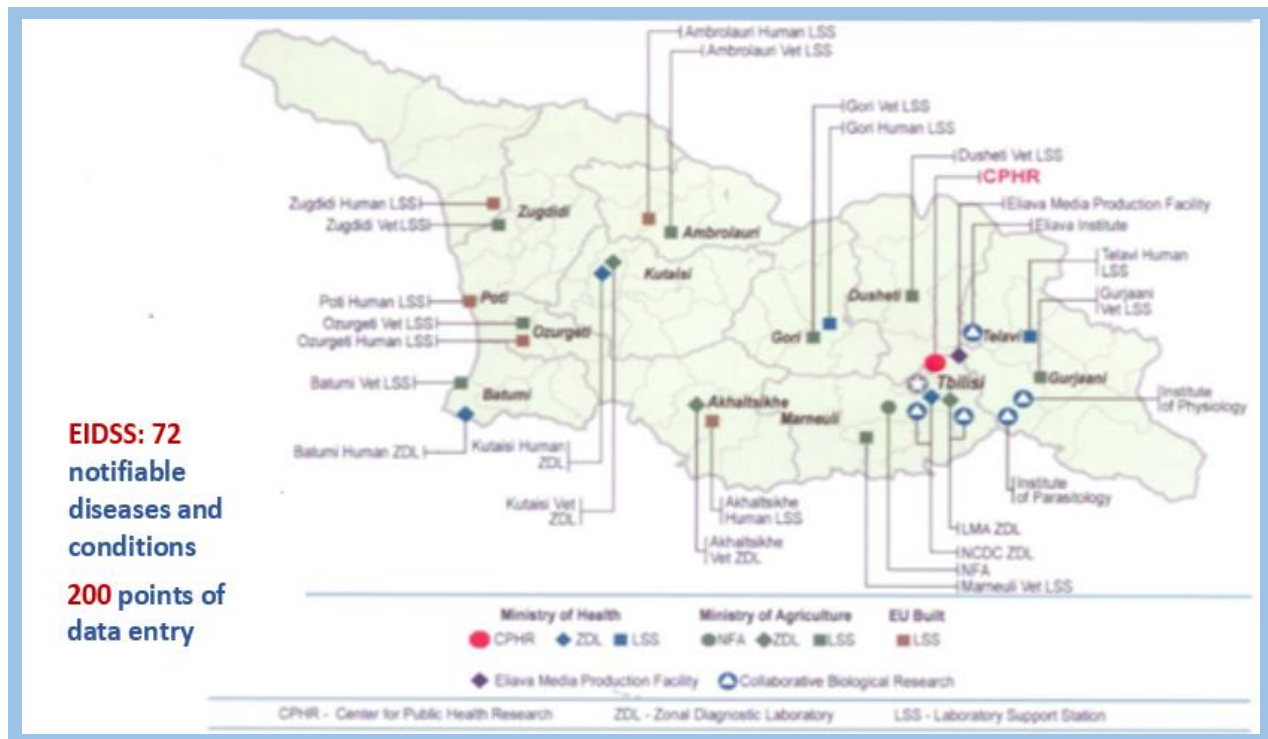 Ambrolauri Human LSS
Ambrolauri Vet LSS
Gori Vet LSS
Gori Human LSS
Dusheti Vet LSS
CPHR
Eliava Media Production Facility
Eliava Institute
Telavi Human
LSS
Gurjaani
Vet LSS
Zugdidi Human LSS
Zugdidi Vet LSS
Zugdidi
Ambrolauri
Kutaisi
Poti Human LSS
Poti
Ozurgeti Vet LSS
Ozurgeti Human LSS
Ozurgeti
Dusheti
Gori
Telavi
Tbilisi
Gurjaani
Batumi Vet LSS
Batumi
Akhaltsikhe
Marneuli
Institute
of Physiology
Batumi Human ZDL
Kutaisi Human
ZDL
Kutaisi Vet
ZDL
Akhaltsikhe
Human LSS
Akhaltsikhe
Vet ZDL
Institute
of Parasitology
LMA ZDL
NCDC ZDL
NFA
Marneuli Vet LSS
EIDSS: 72
notifiable
diseases and
conditions
200 points of
data entry
Ministry of Health Ministry of Agriculture EU Built
CPHR ZDL LSS NFA ZDL LSS LSS
Eliava Media Production Facility Collaborative Biological Research
CPHR - Center for Public Health Research ZDL - Zonal Diagnostic Laboratory LSS - Laboratory Support Station